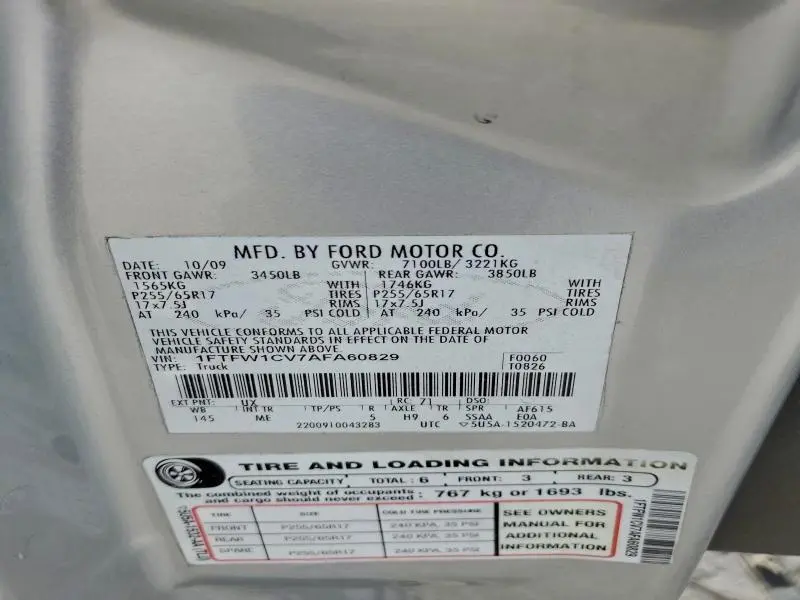 MFD. BY FORD MOTOR CO.
DATE: 10/09 GVWR: 7100LB/ 3221KG
FRONT GAWR: 3450LB REAR GAWR: 3850LB
1565KG WITH 1746KG WITH
P255/65R17 TIRES P255/65R17 TIRES
17x7.5J RIMS 17x7.5J RIMS
AT 240 kPa/ 35 PSI COLD AT 240 kPa/ 35 PSI COLD
THIS VEHICLE CONFORMS TO ALL APPLICABLE FEDERAL MOTOR
VEHICLE SAFETY STANDARDS IN EFFECT ON THE DATE OF
MANUFACTURE SHOWN ABOVE.
VIN: 1FTFW1CV7AFA60829 F0060
TYPE: Truck T0826
EXT PNT: UX RC: 71 DSO:
WB INT TR TP/PS R AXLE TR SPR AF615
145 ME H9 6 SSAA E0A
2200910043283 UTC 5U5A-1520472-BA
TIRE AND LOADING INFORMATION
SEATING CAPACITY TOTAL: 6 FRONT: 3 REAR: 3
The combined weight of occupants and cargo should never exceed: 767 kg or 1693 lbs.
TIRE SIZE COLD TIRE PRESSURE SEE OWNERS
FRONT P255/65R17 240 KPA, 35 PSI MANUAL FOR
REAR P255/65R17 240 KPA, 35 PSI ADDITIONAL
SPARE P255/65R17 240 KPA, 35 PSI INFORMATION
1FTFW1CV7AFA60829